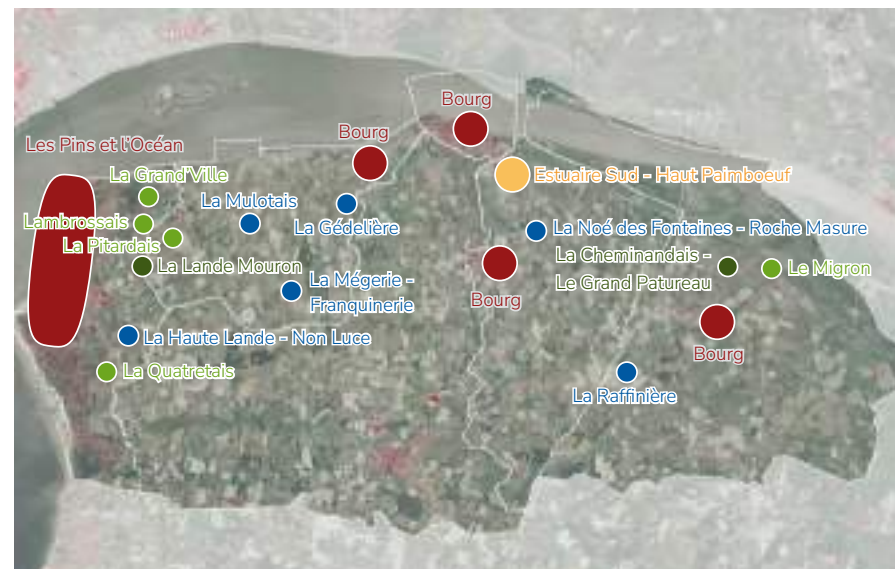 Bourg
Bourg
Les Pins et l'Océan
La Grand'Ville
Estuaire Sud - Haut Paimboeuf
La Mulotais
Lambrossais
La Gédelière
La Noé des Fontaines - Roche Masure
La Pitardais
La Cheminandais -
Le Grand Patureau
La Lande Mouron
Le Migron
La Mégerie -
Franquinerie
Bourg
La Haute Lande - Non Luce
Bourg
La Quatretais
La Raffinière